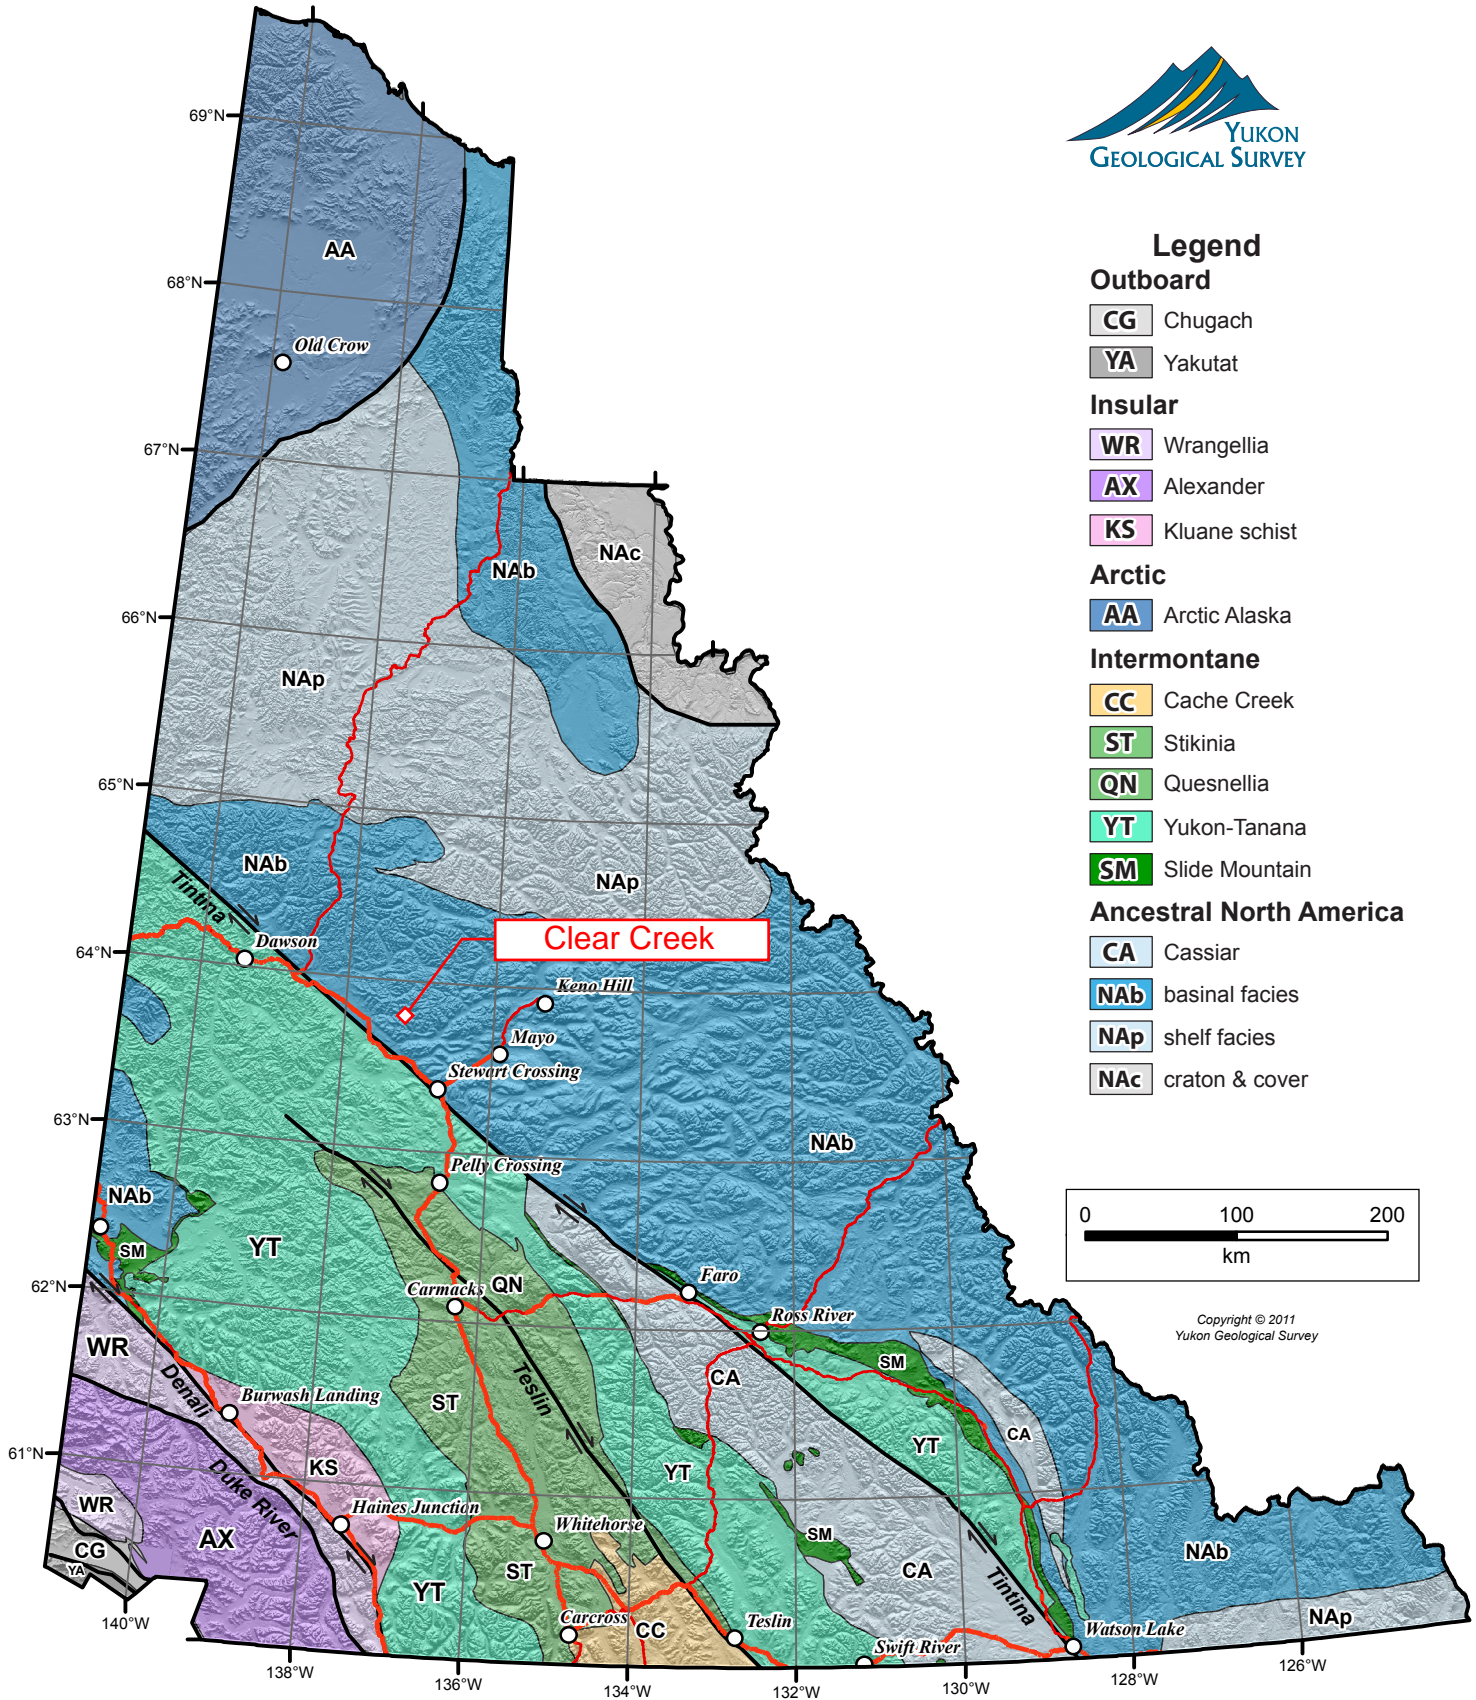 YUKON
GEOLOGICAL SURVEY
Legend
Outboard
CG Chugach
YA Yakutat
Insular
WR Wrangellia
AX Alexander
KS Kluane schist
Arctic
AA Arctic Alaska
Intermontane
CC Cache Creek
ST Stikinia
QN Quesnellia
YT Yukon-Tanana
SM Slide Mountain
Ancestral North America
CA Cassiar
NAb basinal facies
NAp shelf facies
NAc craton & cover
0 100 200
km
Copyright © 2011
Yukon Geological Survey
69°N
AA
68°N
Old Crow
67°N
NAc
NAb
66°N
NAp
65°N
NAb
NAp
Tintina
Clear Creek
Dawson
64°N
Keno Hill
Mayo
Stewart Crossing
63°N
NAb
Pelly Crossing
NAb
YT
SM
62°N
Faro
QN
Carmacks
Ross River
WR
SM
CA
Denali
Burwash Landing
Teslin
ST
CA
YT
61°N
KS
YT
Duke River
WR
Haines Junction
Whitehorse
SM
AX
CG
NAb
YA
ST
CA
YT
Tintina
140°W
Carcross
CC
Teslin
Watson Lake
NAp
Swift River
138°W
136°W
134°W
132°W
130°W
128°W
126°W